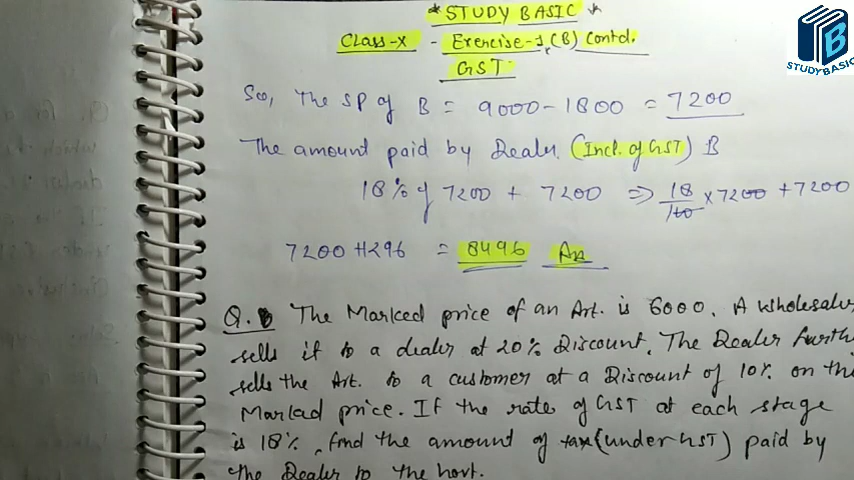 * STUDY BASIC *
Class-X - Exercise-1 (B) Contd.
GST
STUDYBASIC
Soo, The SP of B = 9000-1800 = 7200
The amount paid by Dealer (Incl. of GST) B
18% of 7200 + 7200 ⇒ 18/100 x 7200 + 7200
7200 +1296 = 8496 Ans
Q. The Marked price of an Art. is 6000. A Wholesaler
sells it to a dealer at 20% Discount. The Dealer furth
sells the Art. to a customer at a Discount of 10% on the
Marked price. If the rate of GST at each stage
is 18%, find the amount of tax (under GST) paid by
the Dealer to the Govt.